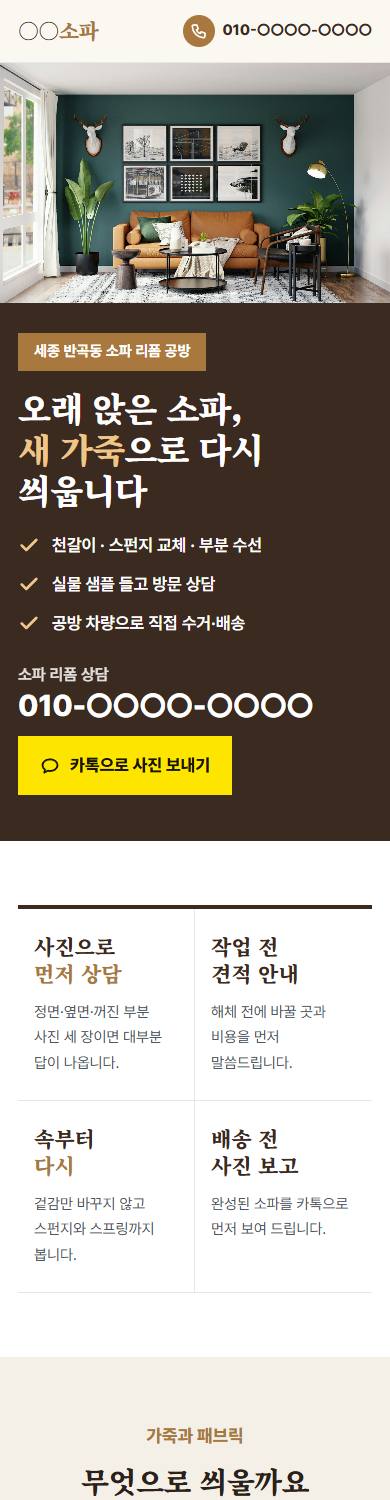 ○○소파
010-○○○○-○○○○
세종 반곡동 소파 리폼 공방
오래 앉은 소파,
새 가죽으로 다시
씌웁니다
천갈이 · 스펀지 교체 · 부분 수선
실물 샘플 들고 방문 상담
공방 차량으로 직접 수거·배송
소파 리폼 상담
010-○○○○-○○○○
카톡으로 사진 보내기
사진으로
먼저 상담
정면·옆면·꺼진 부분
사진 세 장이면 대부분
답이 나옵니다.
작업 전
견적 안내
해체 전에 바꿀 곳과
비용을 먼저
말씀드립니다.
속부터
다시
겉감만 바꾸지 않고
스펀지와 스프링까지
봅니다.
배송 전
사진 보고
완성된 소파를 카톡으로
먼저 보여 드립니다.
가죽과 패브릭
무엇으로 씌울까요